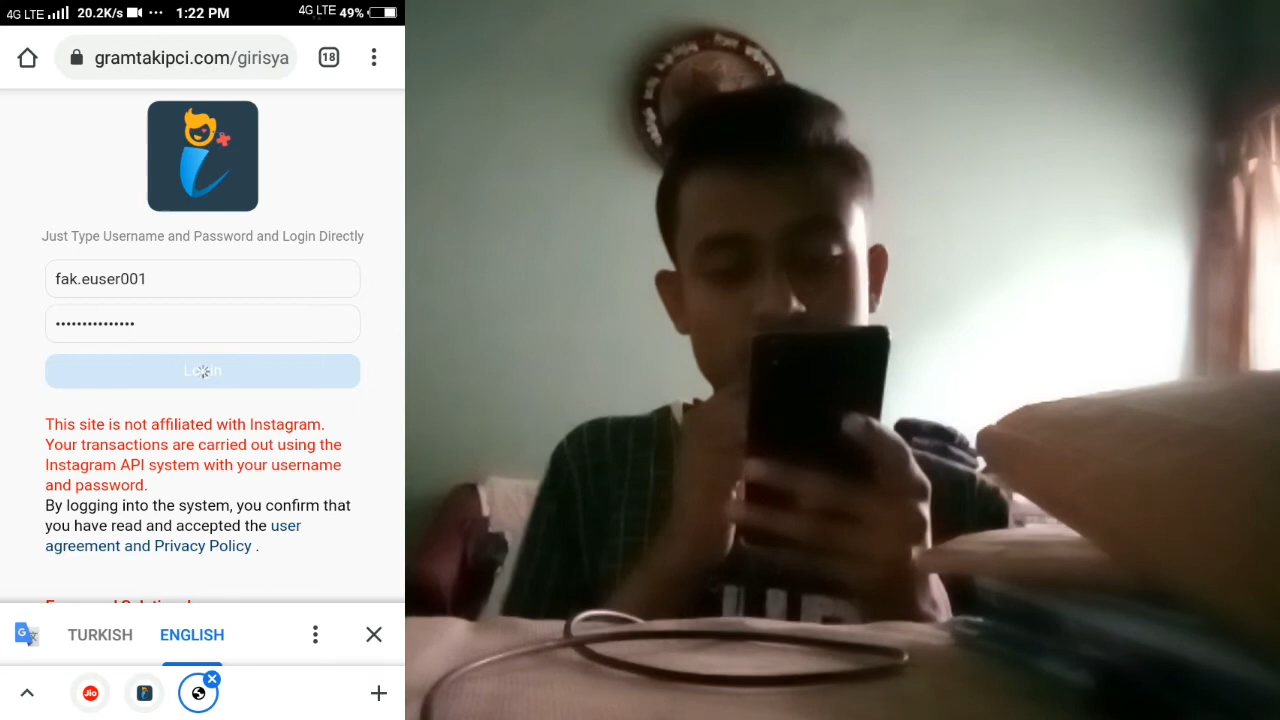 4G LTE 20.2K/s ··· 1:22 PM 4G LTE 49%
gramtakipci.com/girisya
18
Just Type Username and Password and Login Directly
fak.euser001
•••••••••••••••
Login
This site is not affiliated with Instagram.
Your transactions are carried out using the
Instagram API system with your username
and password.
By logging into the system, you confirm that
you have read and accepted the user
agreement and Privacy Policy .
TURKISH ENGLISH
Jio